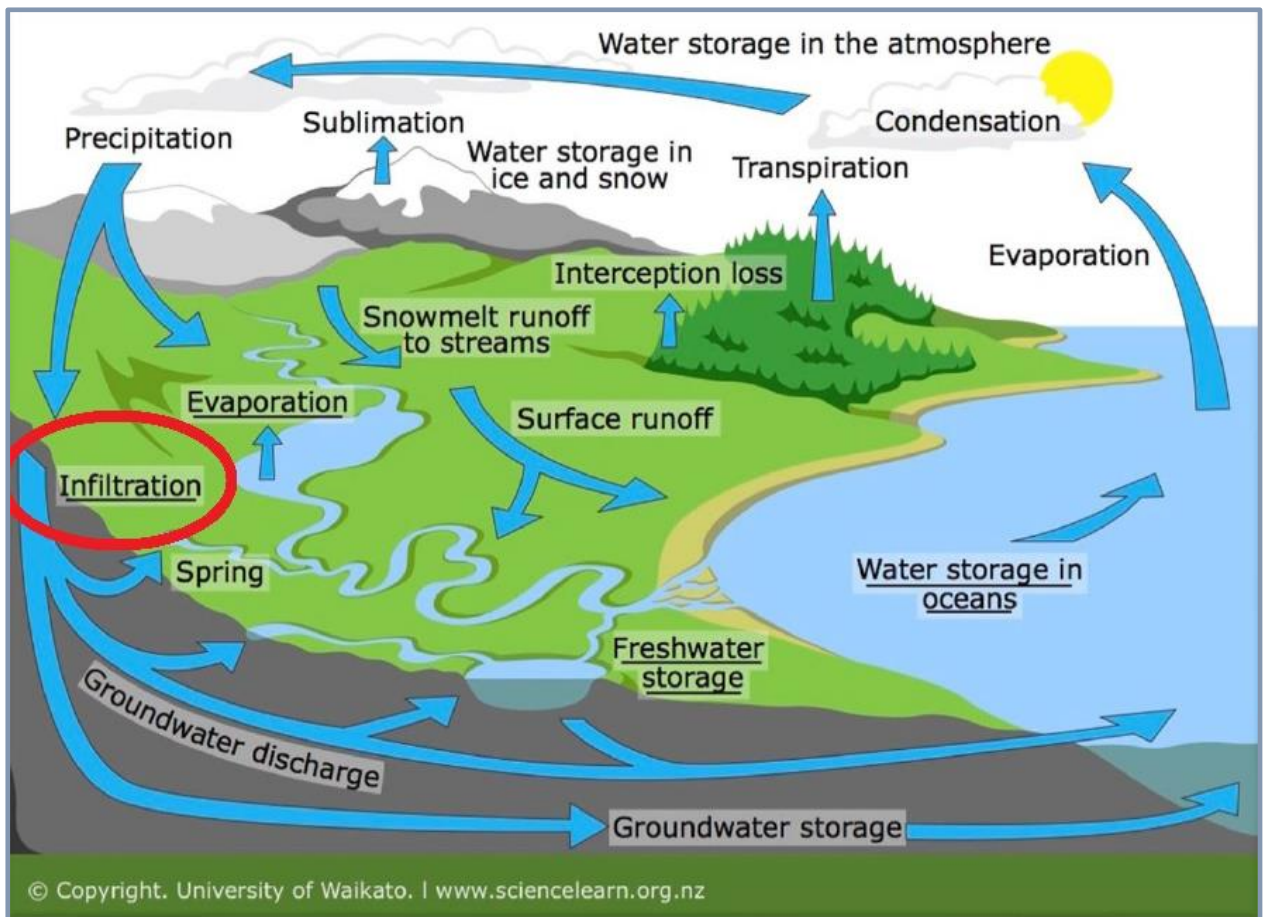 Water storage in the atmosphere
Condensation
Precipitation
Sublimation
Water storage in
ice and snow
Transpiration
Evaporation
Interception loss
Snowmelt runoff
to streams
Evaporation
Surface runoff
Infiltration
Spring
Water storage in
oceans
Freshwater
storage
Groundwater discharge
Groundwater storage
© Copyright. University of Waikato. l www.sciencelearn.org.nz